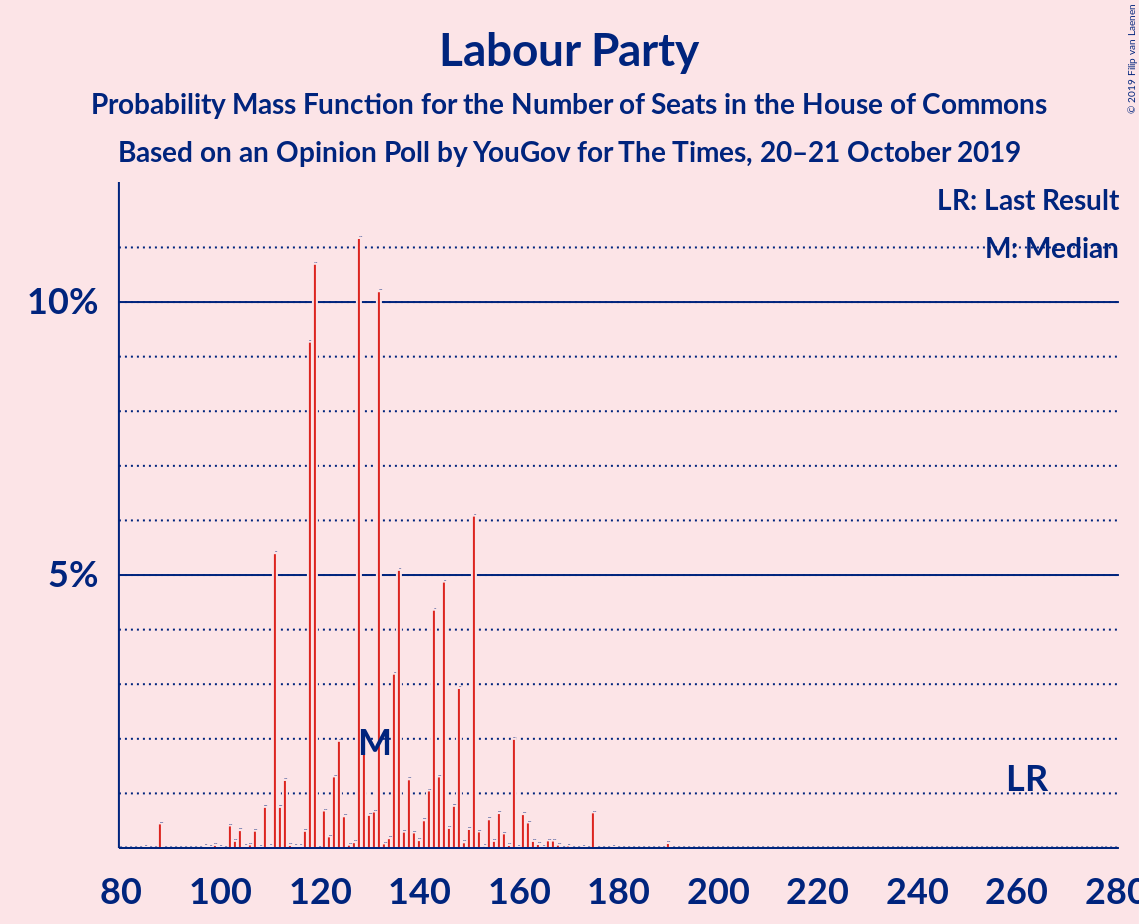 Labour Party
Probability Mass Function for the Number of Seats in the House of Commons
Based on an Opinion Poll by YouGov for The Times, 20–21 October 2019
© 2019 Filip van Laenen
LR: Last Result
M: Median
10%
5%
M
LR
80 100 120 140 160 180 200 220 240 260 280